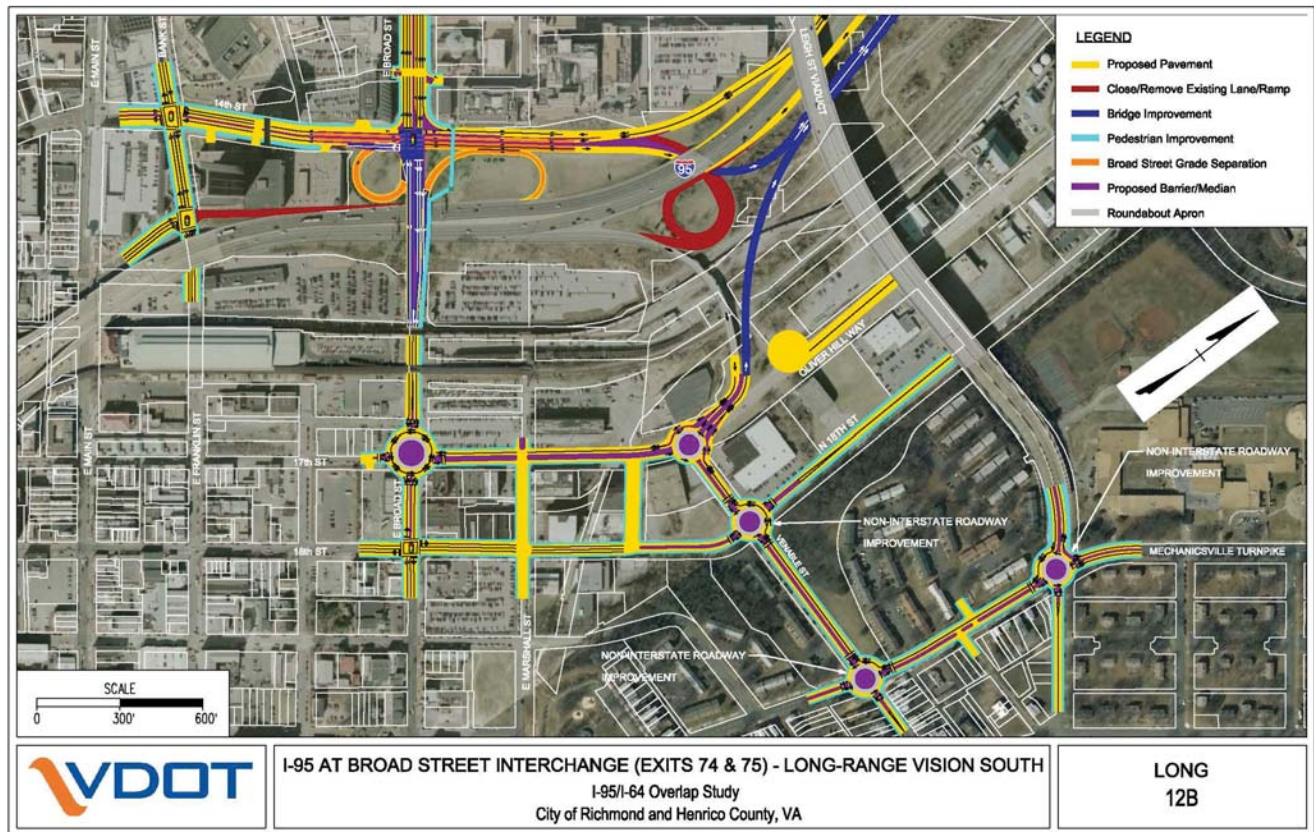 E MAIN ST
BANK ST
E BROAD ST
14th ST
LEIGH ST VIADUCT
95
LEGEND
Proposed Pavement
Close/Remove Existing Lane/Ramp
Bridge Improvement
Pedestrian Improvement
Broad Street Grade Separation
Proposed Barrier/Median
Roundabout Apron
OLIVER HILL WAY
N 18TH ST
E MAIN ST
E FRANKLIN ST
17th ST
E BROAD ST
18th ST
E MARSHALL ST
VENABLE ST
NON-INTERSTATE ROADWAY
IMPROVEMENT
NON-INTERSTATE ROADWAY
IMPROVEMENT
MECHANICSVILLE TURNPIKE
NON-INTERSTATE ROADWAY
IMPROVEMENT
SCALE
0 300' 600'
VDOT
I-95 AT BROAD STREET INTERCHANGE (EXITS 74 & 75) - LONG-RANGE VISION SOUTH
I-95/I-64 Overlap Study
City of Richmond and Henrico County, VA
LONG
12B